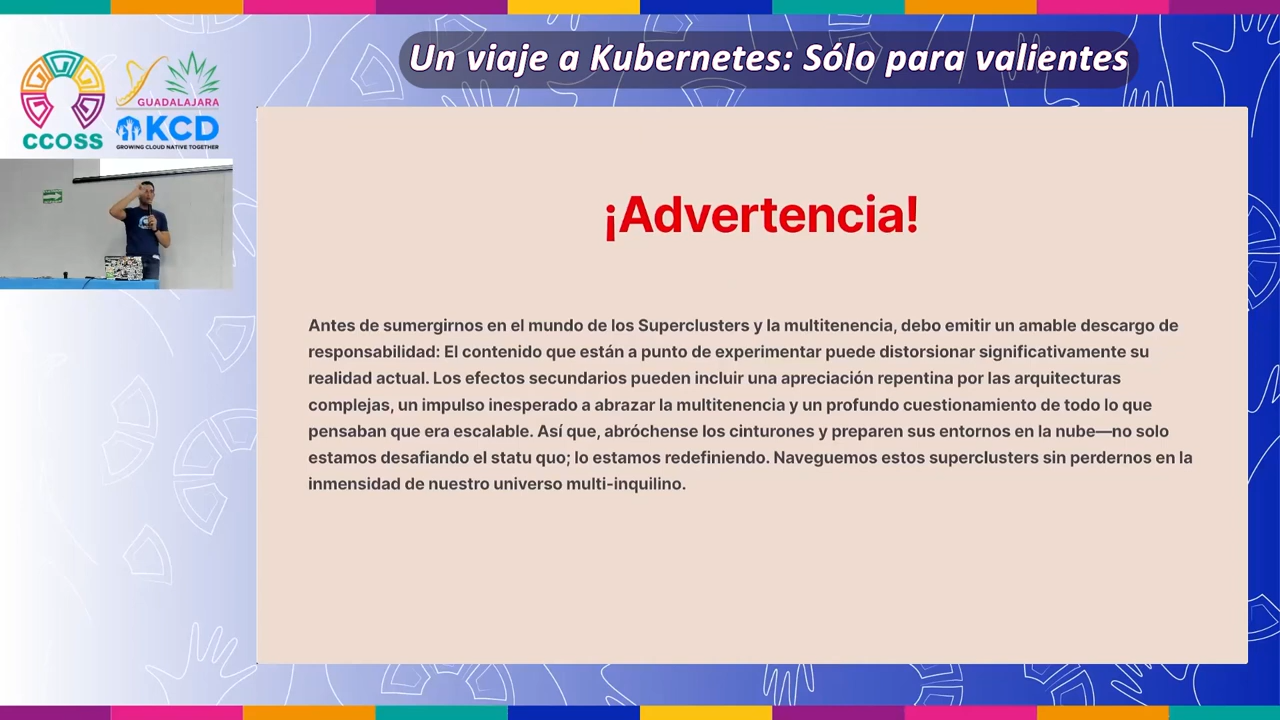 Un viaje a Kubernetes: Sólo para valientes
CCOSS
GUADALAJARA
KCD
GROWING CLOUD NATIVE TOGETHER
¡Advertencia!
Antes de sumergirnos en el mundo de los Superclusters y la multitenencia, debo emitir un amable descargo de
responsabilidad: El contenido que están a punto de experimentar puede distorsionar significativamente su
realidad actual. Los efectos secundarios pueden incluir una apreciación repentina por las arquitecturas
complejas, un impulso inesperado a abrazar la multitenencia y un profundo cuestionamiento de todo lo que
pensaban que era escalable. Así que, abróchense los cinturones y preparen sus entornos en la nube—no solo
estamos desafiando el statu quo; lo estamos redefiniendo. Naveguemos estos superclusters sin perdernos en la
inmensidad de nuestro universo multi-inquilino.